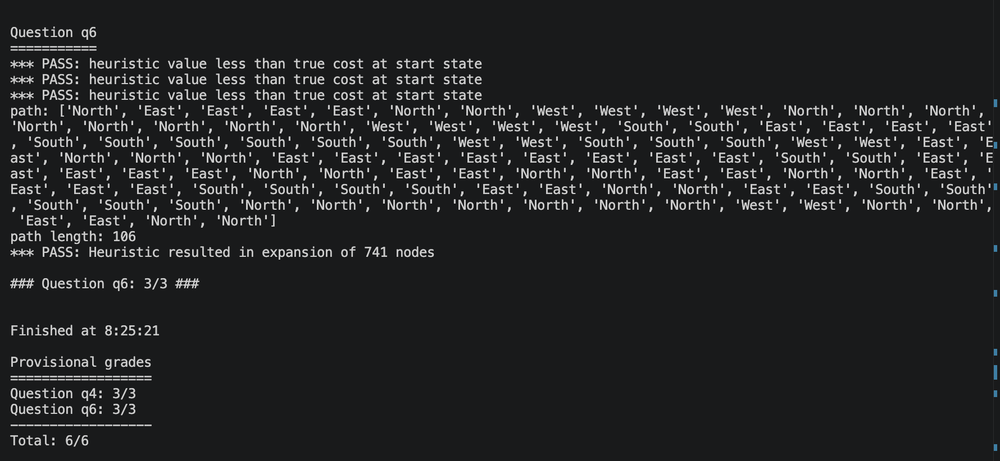 Question q6
===========
*** PASS: heuristic value less than true cost at start state
*** PASS: heuristic value less than true cost at start state
*** PASS: heuristic value less than true cost at start state
path: ['North', 'East', 'East', 'East', 'East', 'North', 'North', 'West', 'West', 'West', 'West', 'North', 'North', 'North',
'North', 'North', 'North', 'North', 'North', 'West', 'West', 'West', 'West', 'South', 'South', 'East', 'East', 'East', 'East'
, 'South', 'South', 'South', 'South', 'South', 'South', 'West', 'West', 'South', 'South', 'South', 'West', 'West', 'East', 'E
ast', 'North', 'North', 'North', 'East', 'East', 'East', 'East', 'East', 'East', 'East', 'East', 'South', 'South', 'East', 'E
ast', 'East', 'East', 'East', 'North', 'North', 'East', 'East', 'North', 'North', 'East', 'East', 'North', 'North', 'East', '
East', 'East', 'East', 'South', 'South', 'South', 'South', 'East', 'East', 'North', 'North', 'East', 'East', 'South', 'South'
, 'South', 'South', 'South', 'North', 'North', 'North', 'North', 'North', 'North', 'North', 'West', 'West', 'North', 'North',
'East', 'East', 'North', 'North']
path length: 106
*** PASS: Heuristic resulted in expansion of 741 nodes
### Question q6: 3/3 ###
Finished at 8:25:21
Provisional grades
==================
Question q4: 3/3
Question q6: 3/3
------------------
Total: 6/6